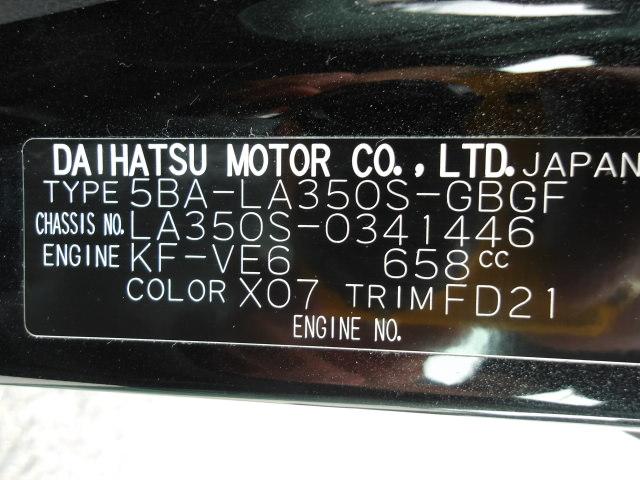 DAIHATSU MOTOR CO., LTD. JAPAN
TYPE 5BA-LA350S-GBGF
CHASSIS NO. LA350S-0341446
ENGINE KF-VE6 658cc
COLOR X07 TRIM FD21
ENGINE NO.